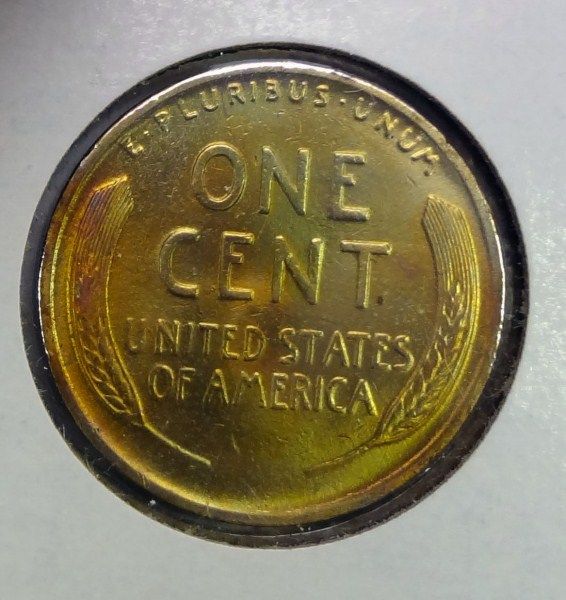 E·PLURIBUS·UNUM
ONE
CENT
UNITED STATES
OF AMERICA